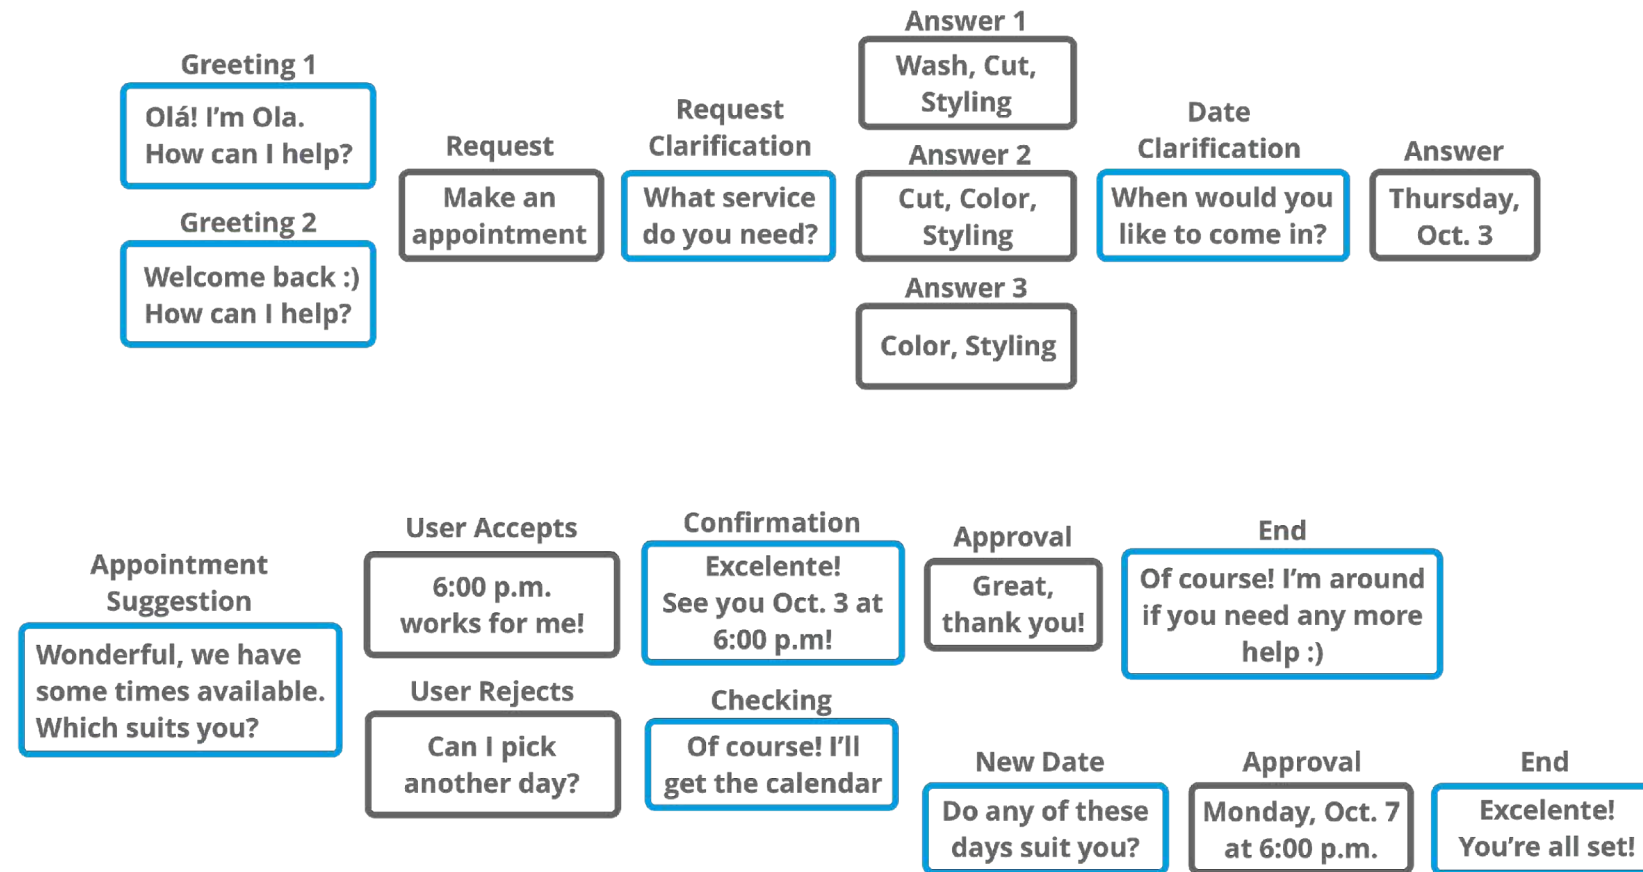 Greeting 1
Olá! I'm Ola.
How can I help?
Greeting 2
Welcome back :)
How can I help?
Request
Make an
appointment
Request
Clarification
What service
do you need?
Answer 1
Wash, Cut,
Styling
Answer 2
Cut, Color,
Styling
Answer 3
Color, Styling
Date
Clarification
When would you
like to come in?
Answer
Thursday,
Oct. 3
Appointment
Suggestion
Wonderful, we have
some times available.
Which suits you?
User Accepts
6:00 p.m.
works for me!
User Rejects
Can I pick
another day?
Confirmation
Excelente!
See you Oct. 3 at
6:00 p.m!
Checking
Of course! I'll
get the calendar
Approval
Great,
thank you!
End
Of course! I'm around
if you need any more
help :)
New Date
Do any of these
days suit you?
Approval
Monday, Oct. 7
at 6:00 p.m.
End
Excelente!
You're all set!